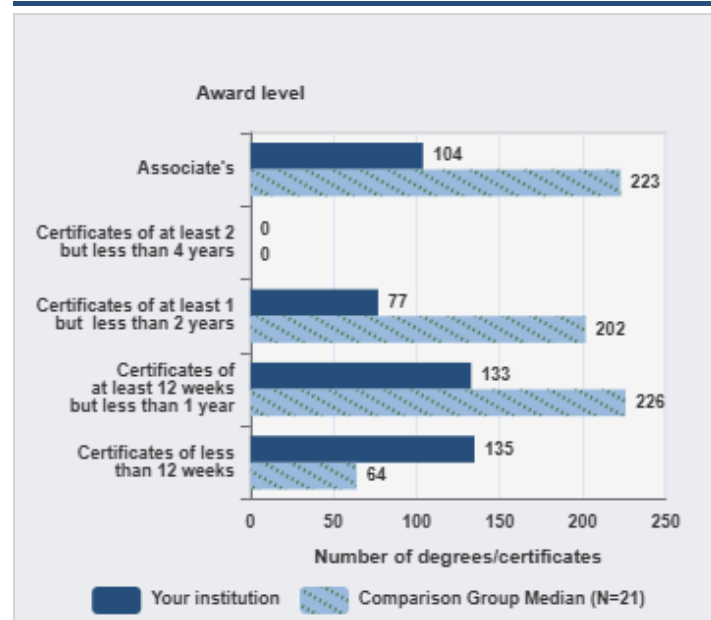 Award level
Associate's
104
223
Certificates of at least 2
but less than 4 years
0
0
Certificates of at least 1
but less than 2 years
77
202
Certificates of
at least 12 weeks
but less than 1 year
133
226
Certificates of less
than 12 weeks
135
64
0 50 100 150 200 250
Number of degrees/certificates
Your institution Comparison Group Median (N=21)